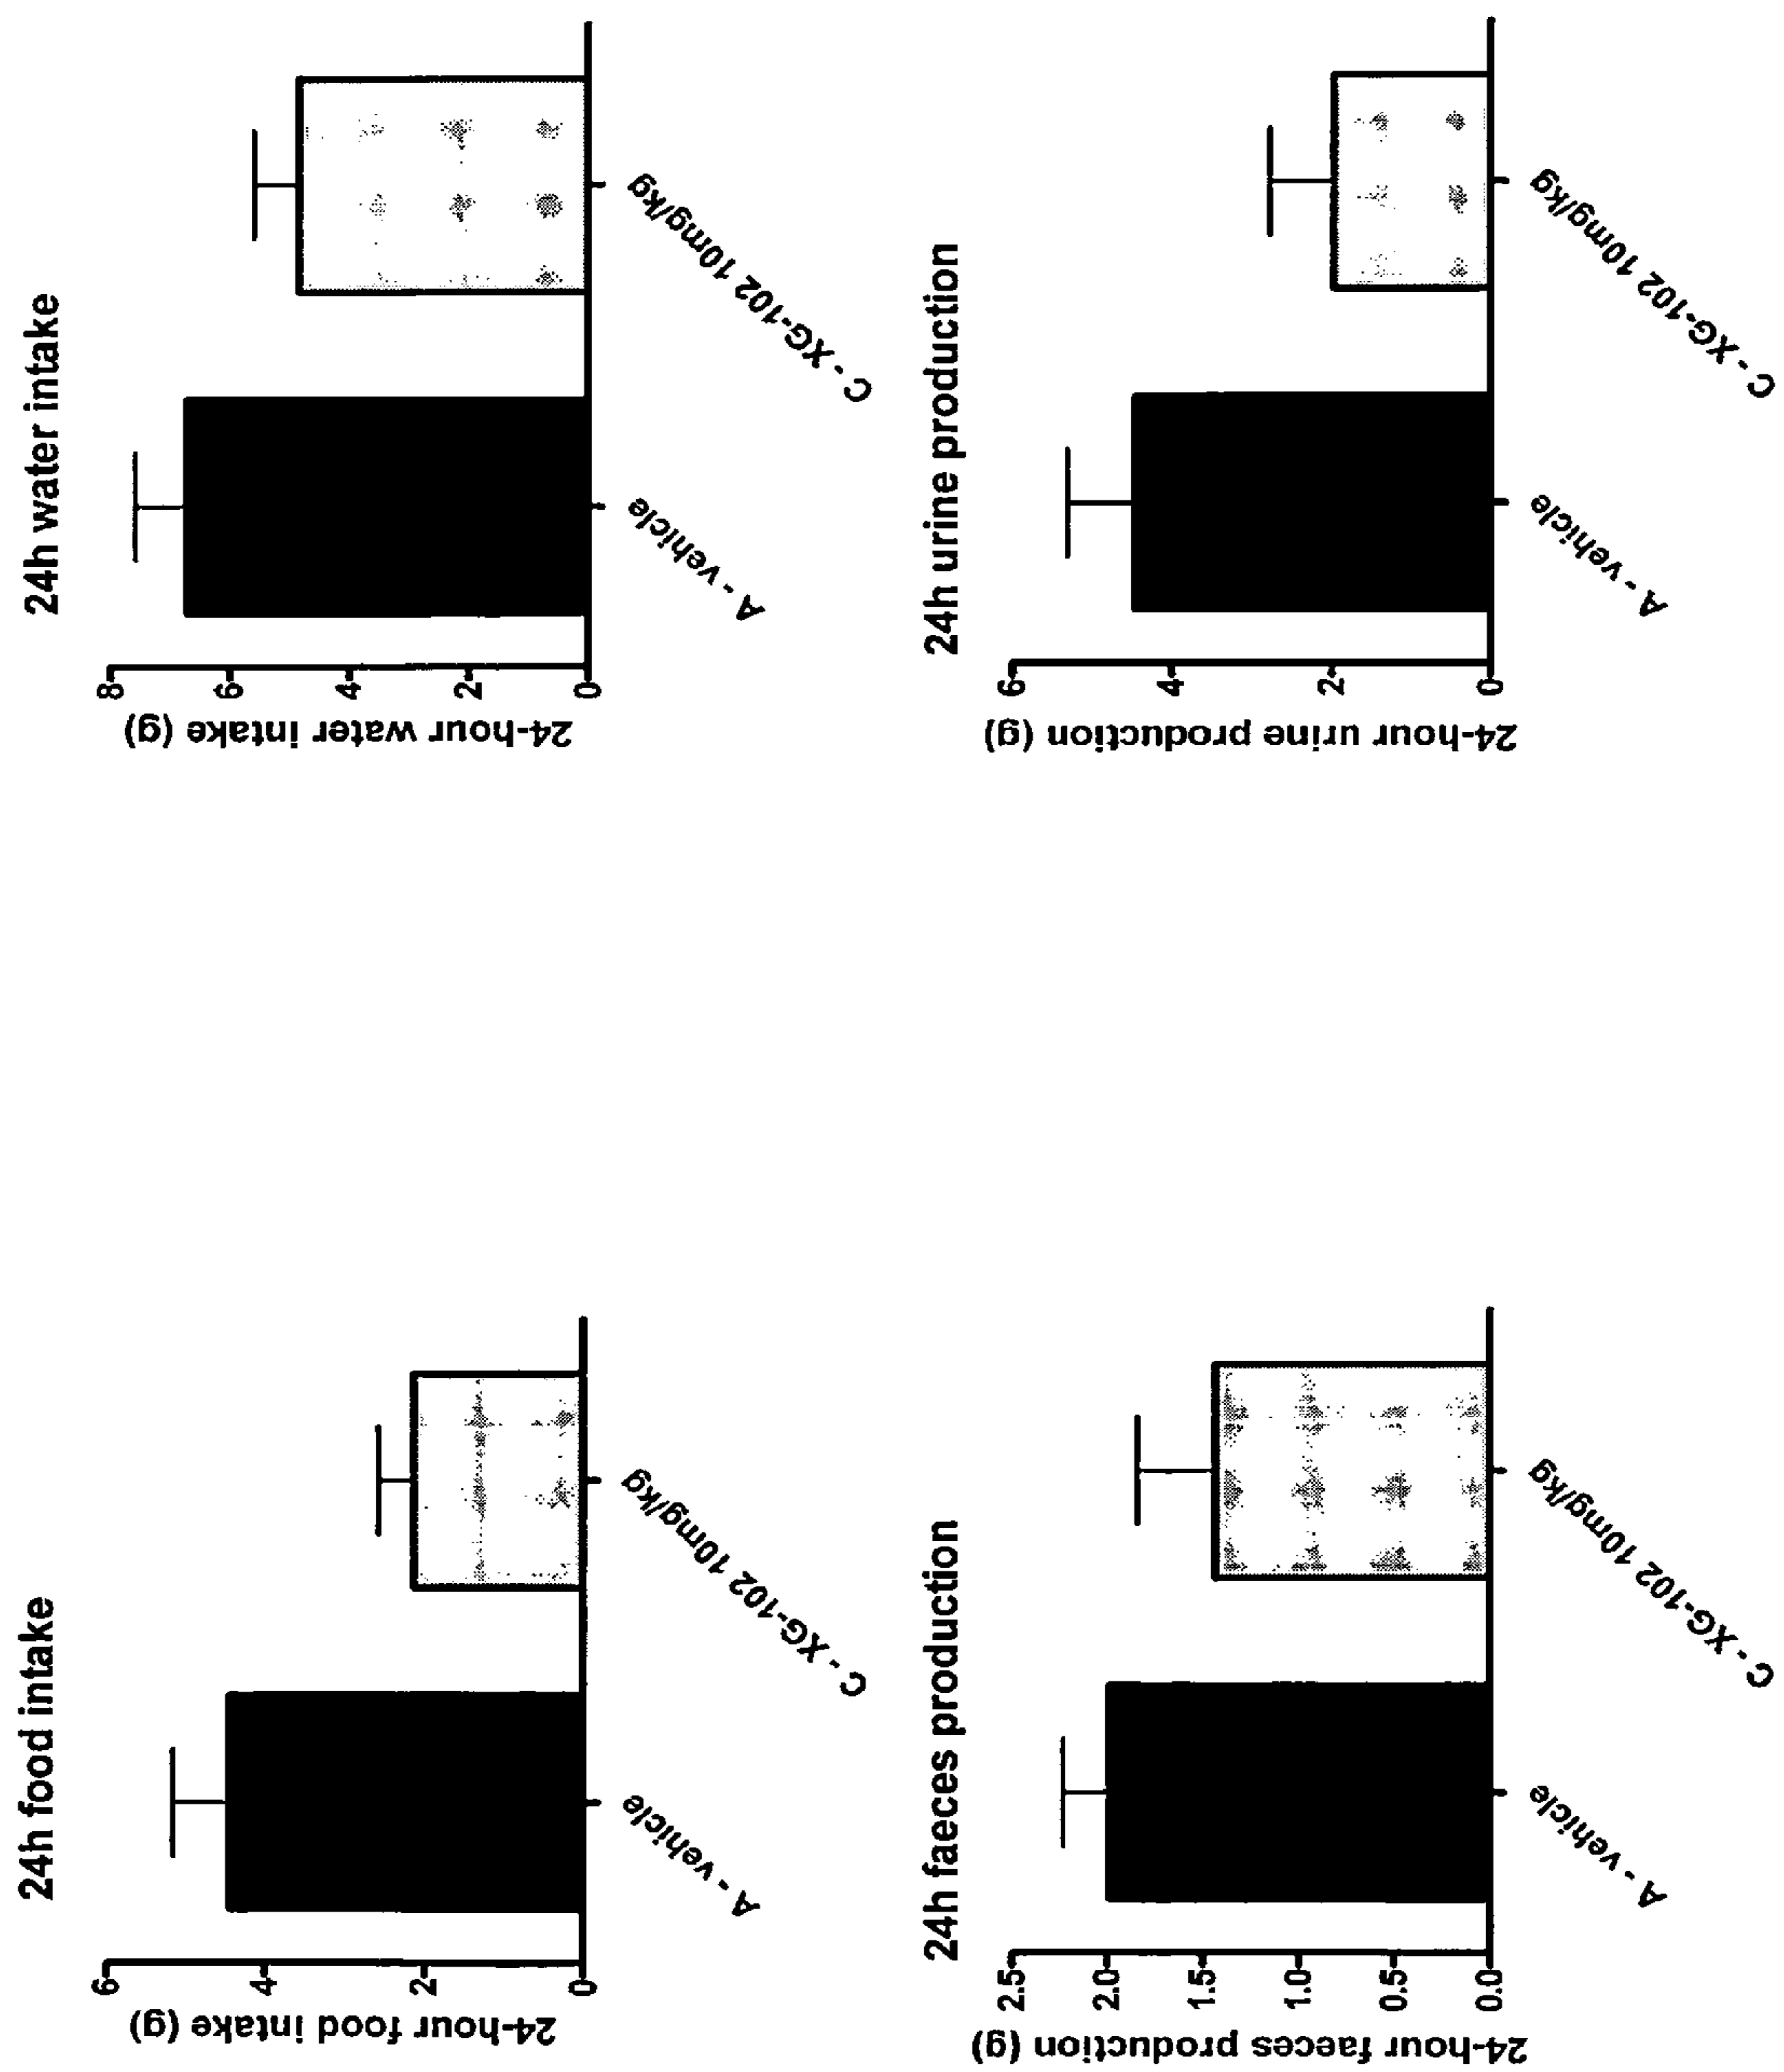 24h food intake
24-hour food intake (g)
6
4
2
0
A - vehicle
C - XG-102 10mg/kg
24h water intake
24-hour water intake (g)
8
6
4
2
0
A - vehicle
C - XG-102 10mg/kg
24h faeces production
24-hour faeces production (g)
2.5
2.0
1.5
1.0
0.5
0.0
A - vehicle
C - XG-102 10mg/kg
24h urine production
24-hour urine production (g)
6
4
2
0
A - vehicle
C - XG-102 10mg/kg